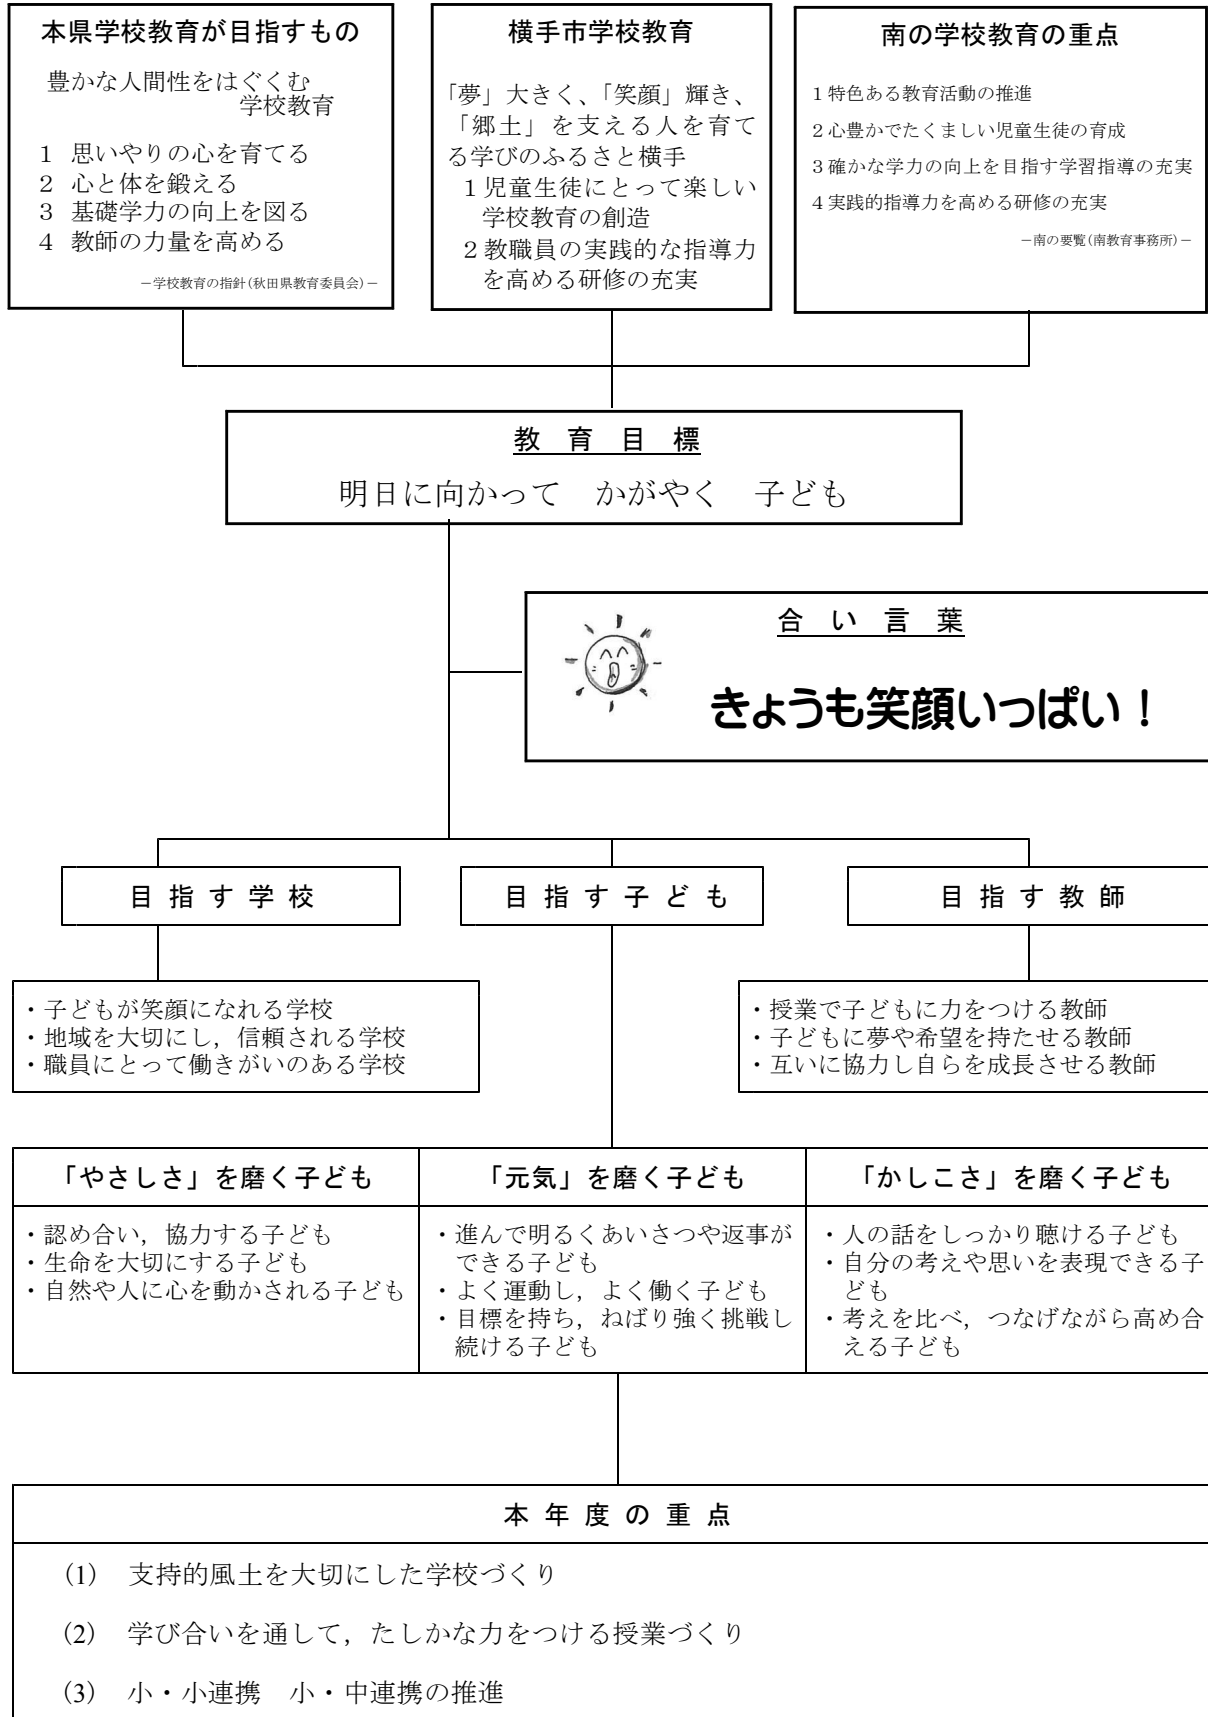 本県学校教育が目指すもの
豊かな人間性をはぐくむ
学校教育
1 思いやりの心を育てる
2 心と体を鍛える
3 基礎学力の向上を図る
4 教師の力量を高める
－学校教育の指針(秋田県教育委員会)－
横手市学校教育
「夢」大きく、「笑顔」輝き、
「郷土」を支える人を育て
る学びのふるさと横手
1児童生徒にとって楽しい
学校教育の創造
2教職員の実践的な指導力
を高める研修の充実
南の学校教育の重点
1特色ある教育活動の推進
2心豊かでたくましい児童生徒の育成
3確かな学力の向上を目指す学習指導の充実
4実践的指導力を高める研修の充実
－南の要覧(南教育事務所)－
教 育 目 標
明日に向かって　かがやく　子ども
合 い 言 葉
きょうも笑顔いっぱい！
目 指 す 学 校
目 指 す 子 ど も
目 指 す 教 師
・子どもが笑顔になれる学校
・地域を大切にし，信頼される学校
・職員にとって働きがいのある学校
・授業で子どもに力をつける教師
・子どもに夢や希望を持たせる教師
・互いに協力し自らを成長させる教師
「やさしさ」を磨く子ども
・認め合い，協力する子ども
・生命を大切にする子ども
・自然や人に心を動かされる子ども
「元気」を磨く子ども
・進んで明るくあいさつや返事が
できる子ども
・よく運動し，よく働く子ども
・目標を持ち，ねばり強く挑戦し
続ける子ども
「かしこさ」を磨く子ども
・人の話をしっかり聴ける子ども
・自分の考えや思いを表現できる子
ども
・考えを比べ，つなげながら高め合
える子ども
本 年 度 の 重 点
(1)　支持的風土を大切にした学校づくり
(2)　学び合いを通して，たしかな力をつける授業づくり
(3)　小・小連携　小・中連携の推進